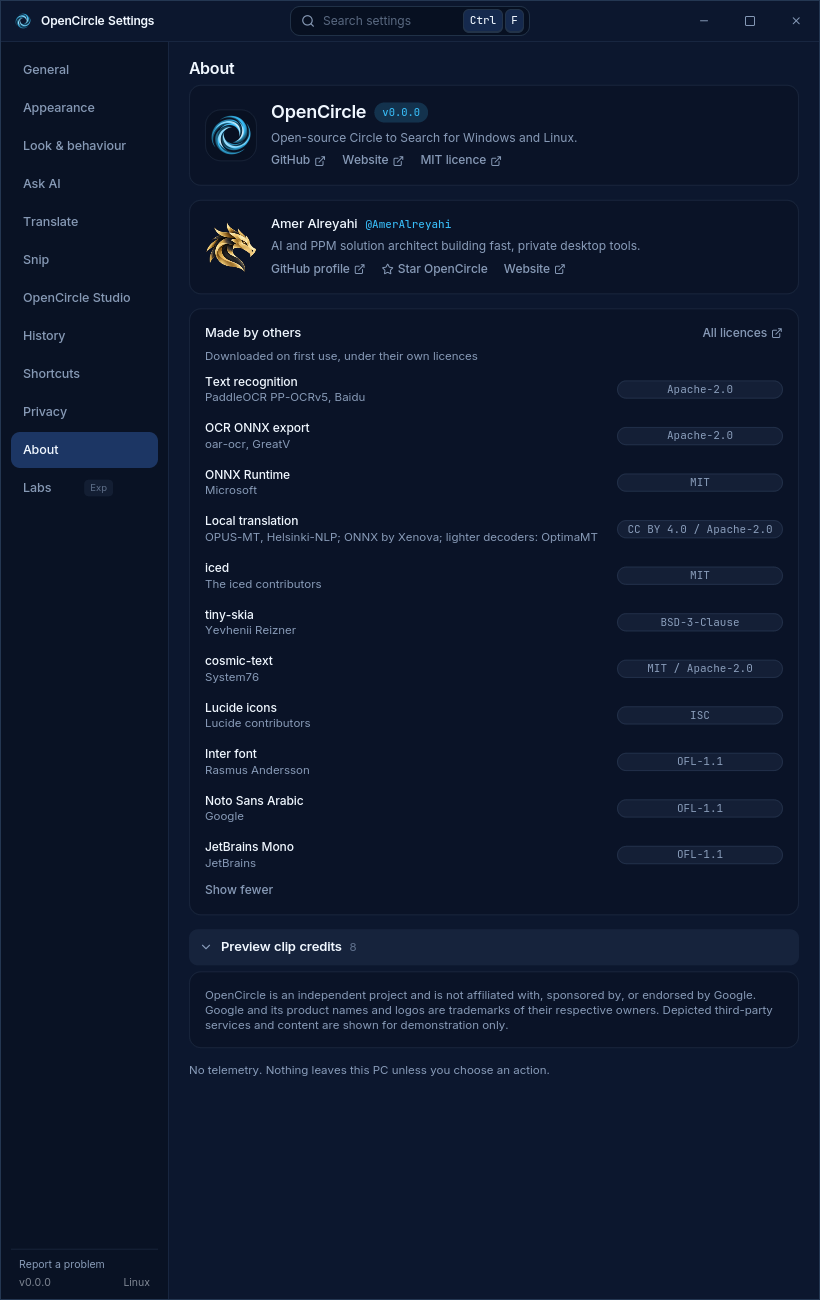 OpenCircle Settings
Search settings
Ctrl F
General
Appearance
Look & behaviour
Ask AI
Translate
Snip
OpenCircle Studio
History
Shortcuts
Privacy
About
Labs Exp
Report a problem
v0.0.0 Linux
About
OpenCircle v0.0.0
Open-source Circle to Search for Windows and Linux.
GitHub Website MIT licence
Amer Alreyahi @AmerAlreyahi
AI and PPM solution architect building fast, private desktop tools.
GitHub profile Star OpenCircle Website
Made by others All licences
Downloaded on first use, under their own licences
Text recognition
PaddleOCR PP-OCRv5, Baidu
Apache-2.0
OCR ONNX export
oar-ocr, GreatV
Apache-2.0
ONNX Runtime
Microsoft
MIT
Local translation
OPUS-MT, Helsinki-NLP; ONNX by Xenova; lighter decoders: OptimaMT
CC BY 4.0 / Apache-2.0
iced
The iced contributors
MIT
tiny-skia
Yevhenii Reizner
BSD-3-Clause
cosmic-text
System76
MIT / Apache-2.0
Lucide icons
Lucide contributors
ISC
Inter font
Rasmus Andersson
OFL-1.1
Noto Sans Arabic
Google
OFL-1.1
JetBrains Mono
JetBrains
OFL-1.1
Show fewer
Preview clip credits 8
OpenCircle is an independent project and is not affiliated with, sponsored by, or endorsed by Google.
Google and its product names and logos are trademarks of their respective owners. Depicted third-party
services and content are shown for demonstration only.
No telemetry. Nothing leaves this PC unless you choose an action.